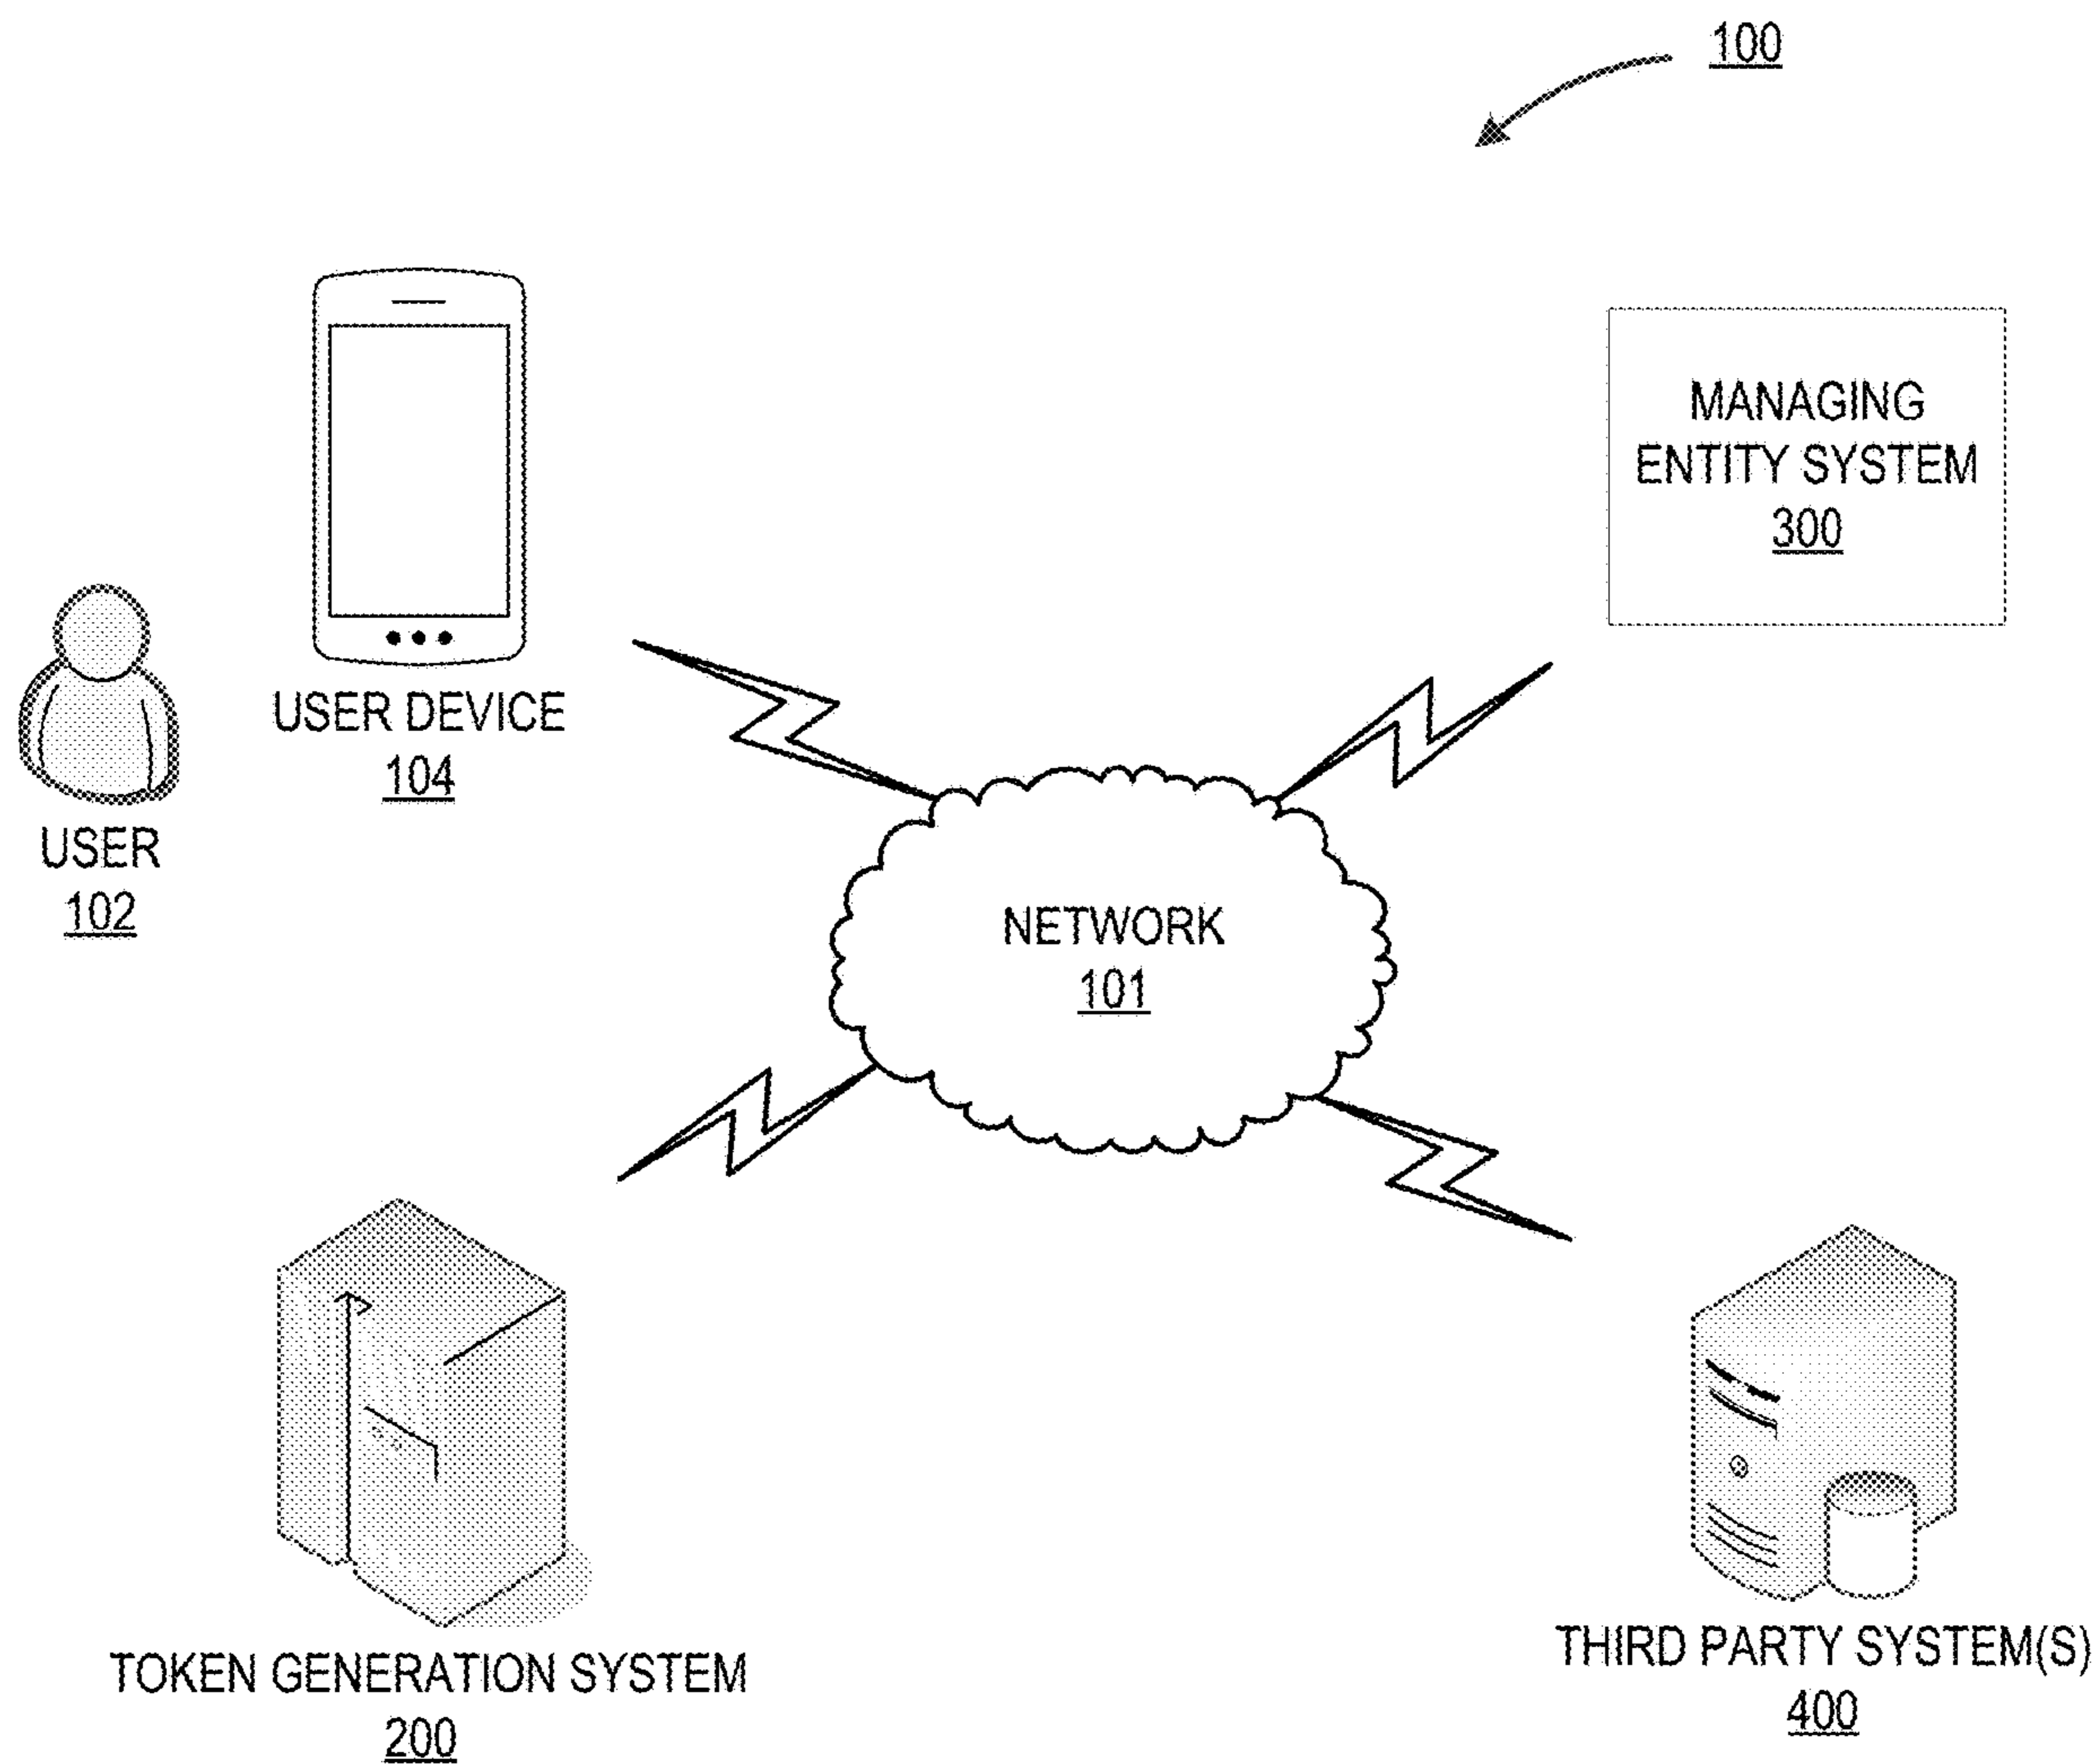 100
MANAGING
ENTITY SYSTEM
300
USER DEVICE
104
USER
102
NETWORK
101
TOKEN GENERATION SYSTEM
200
THIRD PARTY SYSTEM(S)
400